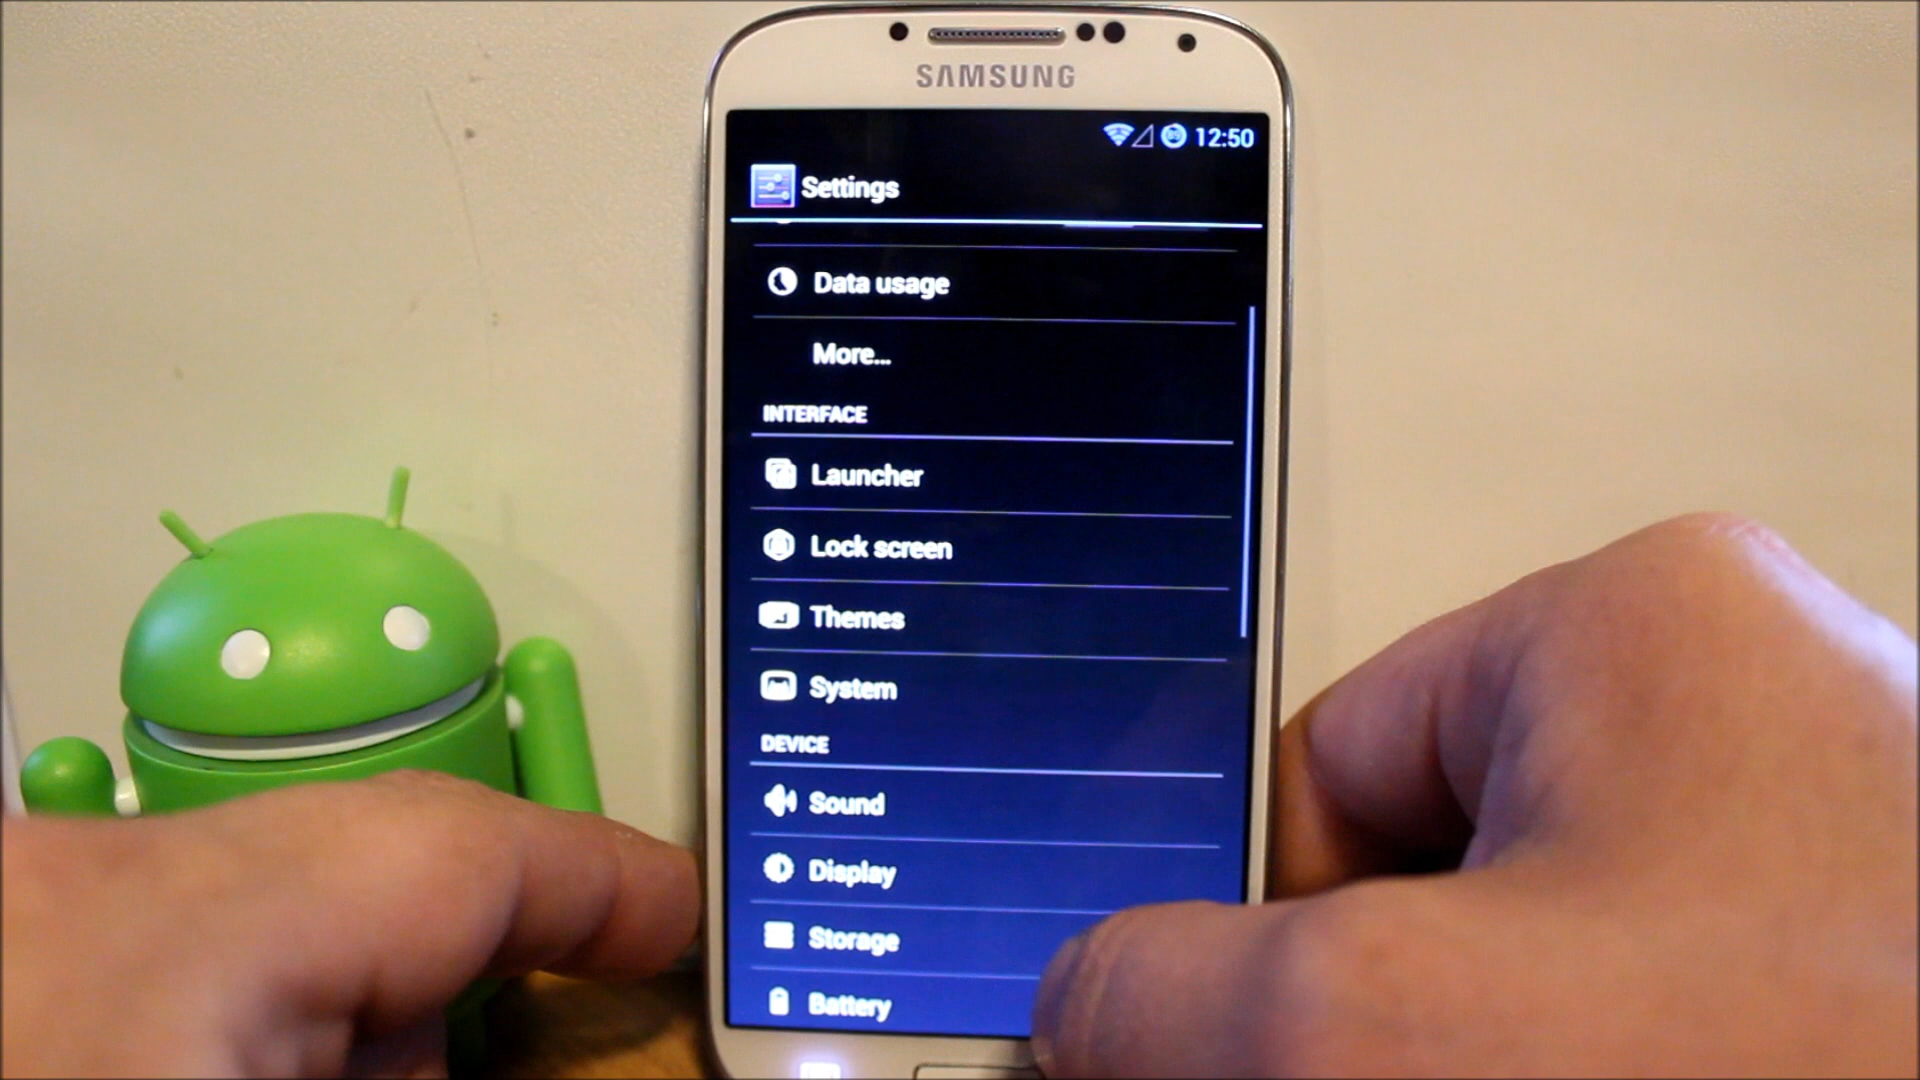 SAMSUNG
12:50
Settings
Data usage
More...
INTERFACE
Launcher
Lock screen
Themes
System
DEVICE
Sound
Display
Storage
Battery